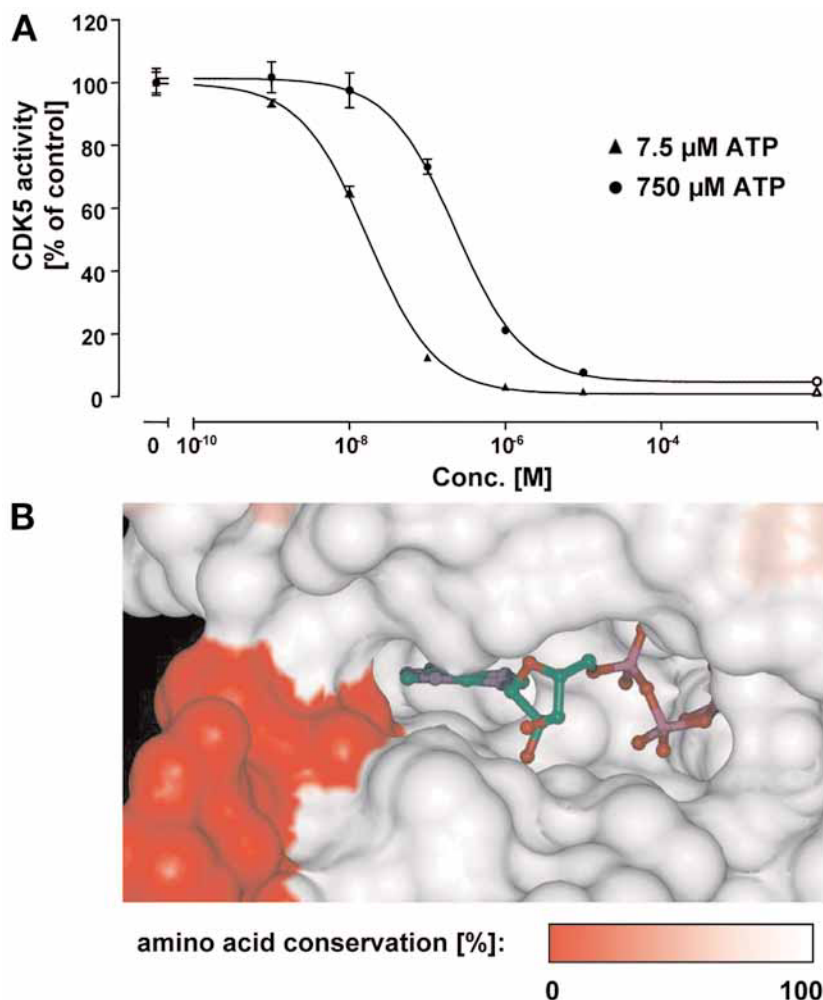 A
120
100
80
60
40
20
0
CDK5 activity
[% of control]
▲ 7.5 µM ATP
● 750 µM ATP
0 10⁻¹⁰ 10⁻⁸ 10⁻⁶ 10⁻⁴
Conc. [M]
B
amino acid conservation [%]:
0 100